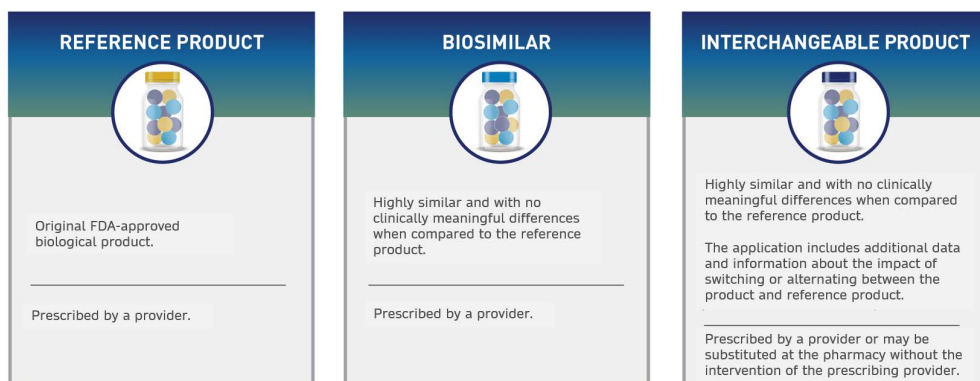 REFERENCE PRODUCT
Original FDA-approved
biological product.
Prescribed by a provider.
BIOSIMILAR
Highly similar and with no
clinically meaningful differences
when compared to the reference
product.
Prescribed by a provider.
INTERCHANGEABLE PRODUCT
Highly similar and with no clinically
meaningful differences when compared
to the reference product.
The application includes additional data
and information about the impact of
switching or alternating between the
product and reference product.
Prescribed by a provider or may be
substituted at the pharmacy without the
intervention of the prescribing provider.